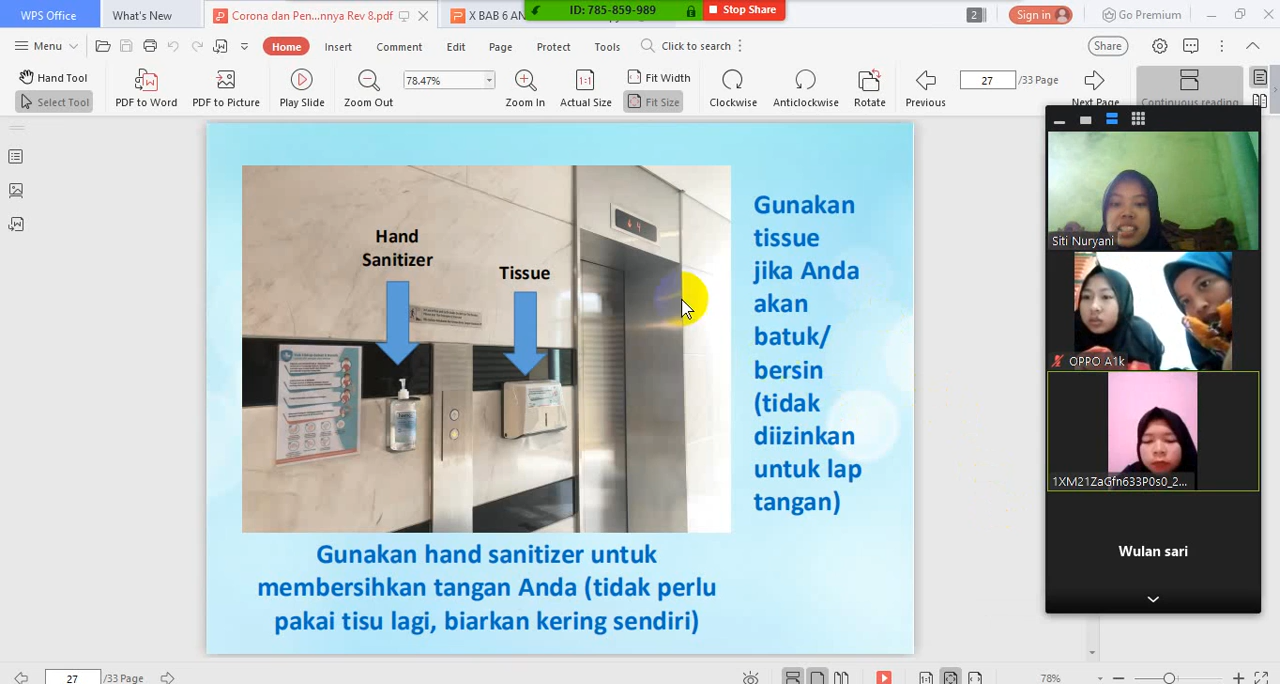 WPS Office
What's New
Corona dan Pen...nnya Rev 8.pdf
X BAB 6 AN
ID: 785-859-989
Stop Share
2
Sign in
Go Premium
Menu
Home
Insert
Comment
Edit
Page
Protect
Tools
Click to search
Share
Hand Tool
Select Tool
PDF to Word
PDF to Picture
Play Slide
Zoom Out
78.47%
Zoom In
1:1
Actual Size
Fit Width
Fit Size
Clockwise
Anticlockwise
Rotate
Previous
27
/33 Page
Next Page
Continuous reading
Hand
Sanitizer
Tissue
Gunakan
tissue
jika Anda
akan
batuk/
bersin
(tidak
diizinkan
untuk lap
tangan)
Gunakan hand sanitizer untuk
membersihkan tangan Anda (tidak perlu
pakai tisu lagi, biarkan kering sendiri)
Siti Nuryani
OPPO A1k
1XM21ZaGfn633P0s0_2...
Wulan sari
27
/33 Page
78%